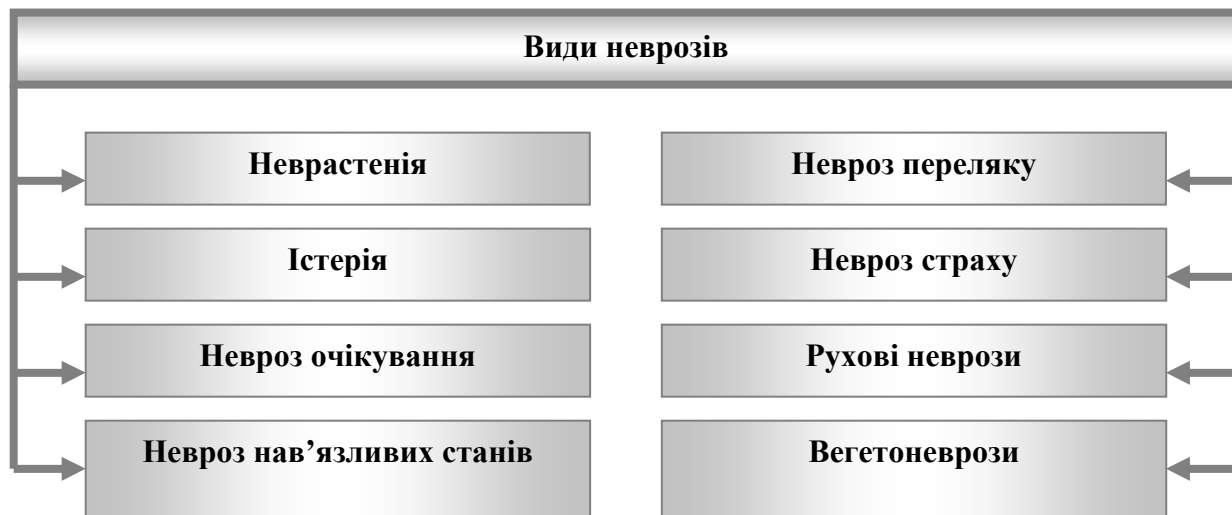 Види неврозів
Неврастенія
Невроз переляку
Істерія
Невроз страху
Невроз очікування
Рухові неврози
Невроз нав’язливих станів
Вегетоневрози